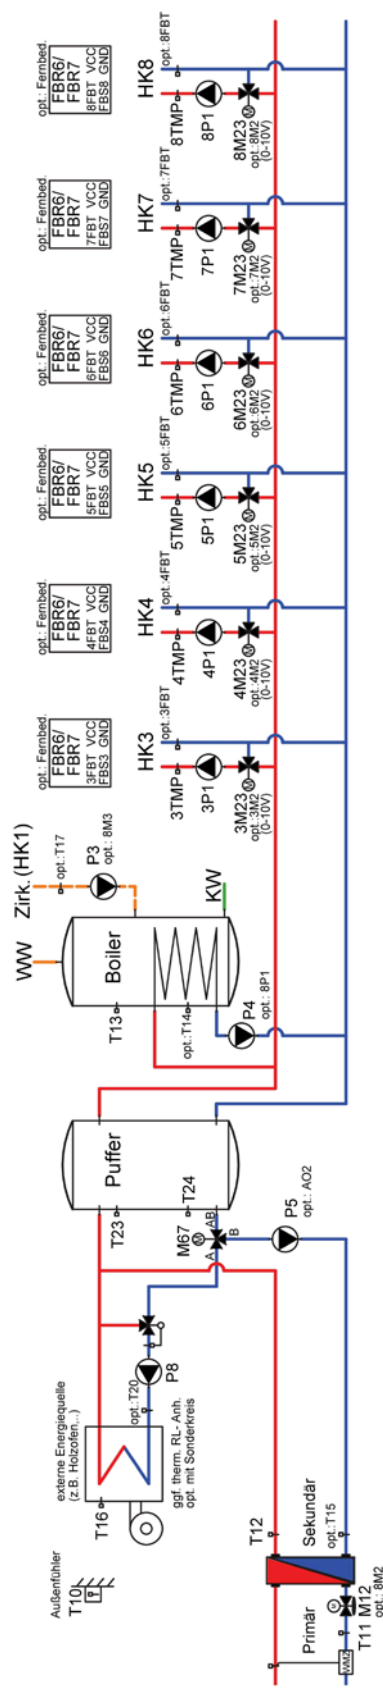 Außenfühler
T10
Primär
WMZ
T11 M12
opt.: 8M2
M
T12
Sekundär
opt.:T15
externe Energiequelle
(z.B. Holzofen,..)
T16
opt.:T20
ggf. therm. RL- Anh.
opt. mit Sonderkreis
P8
M67
M
A
AB
B
P5
opt.: AO2
Puffer
T23
T24
WW
Zirk. (HK1)
opt.:T17
P3
opt.: 8M3
Boiler
T13
opt.:T14
KW
P4
opt.: 8P1
opt.: Fernbed.
FBR6/
FBR7
3FBT VCC
FBS3 GND
HK3
opt.:3FBT
3TMP
3P1
M
3M23
opt.:3M2
(0-10V)
opt.: Fernbed.
FBR6/
FBR7
4FBT VCC
FBS4 GND
HK4
opt.:4FBT
4TMP
4P1
M
4M23
opt.:4M2
(0-10V)
opt.: Fernbed.
FBR6/
FBR7
5FBT VCC
FBS5 GND
HK5
opt.:5FBT
5TMP
5P1
M
5M23
opt.:5M2
(0-10V)
opt.: Fernbed.
FBR6/
FBR7
6FBT VCC
FBS6 GND
HK6
opt.:6FBT
6TMP
6P1
M
6M23
opt.:6M2
(0-10V)
opt.: Fernbed.
FBR6/
FBR7
7FBT VCC
FBS7 GND
HK7
opt.:7FBT
7TMP
7P1
M
7M23
opt.:7M2
(0-10V)
opt.: Fernbed.
FBR6/
FBR7
8FBT VCC
FBS8 GND
HK8
opt.:8FBT
8TMP
8P1
M
8M23
opt.:8M2
(0-10V)